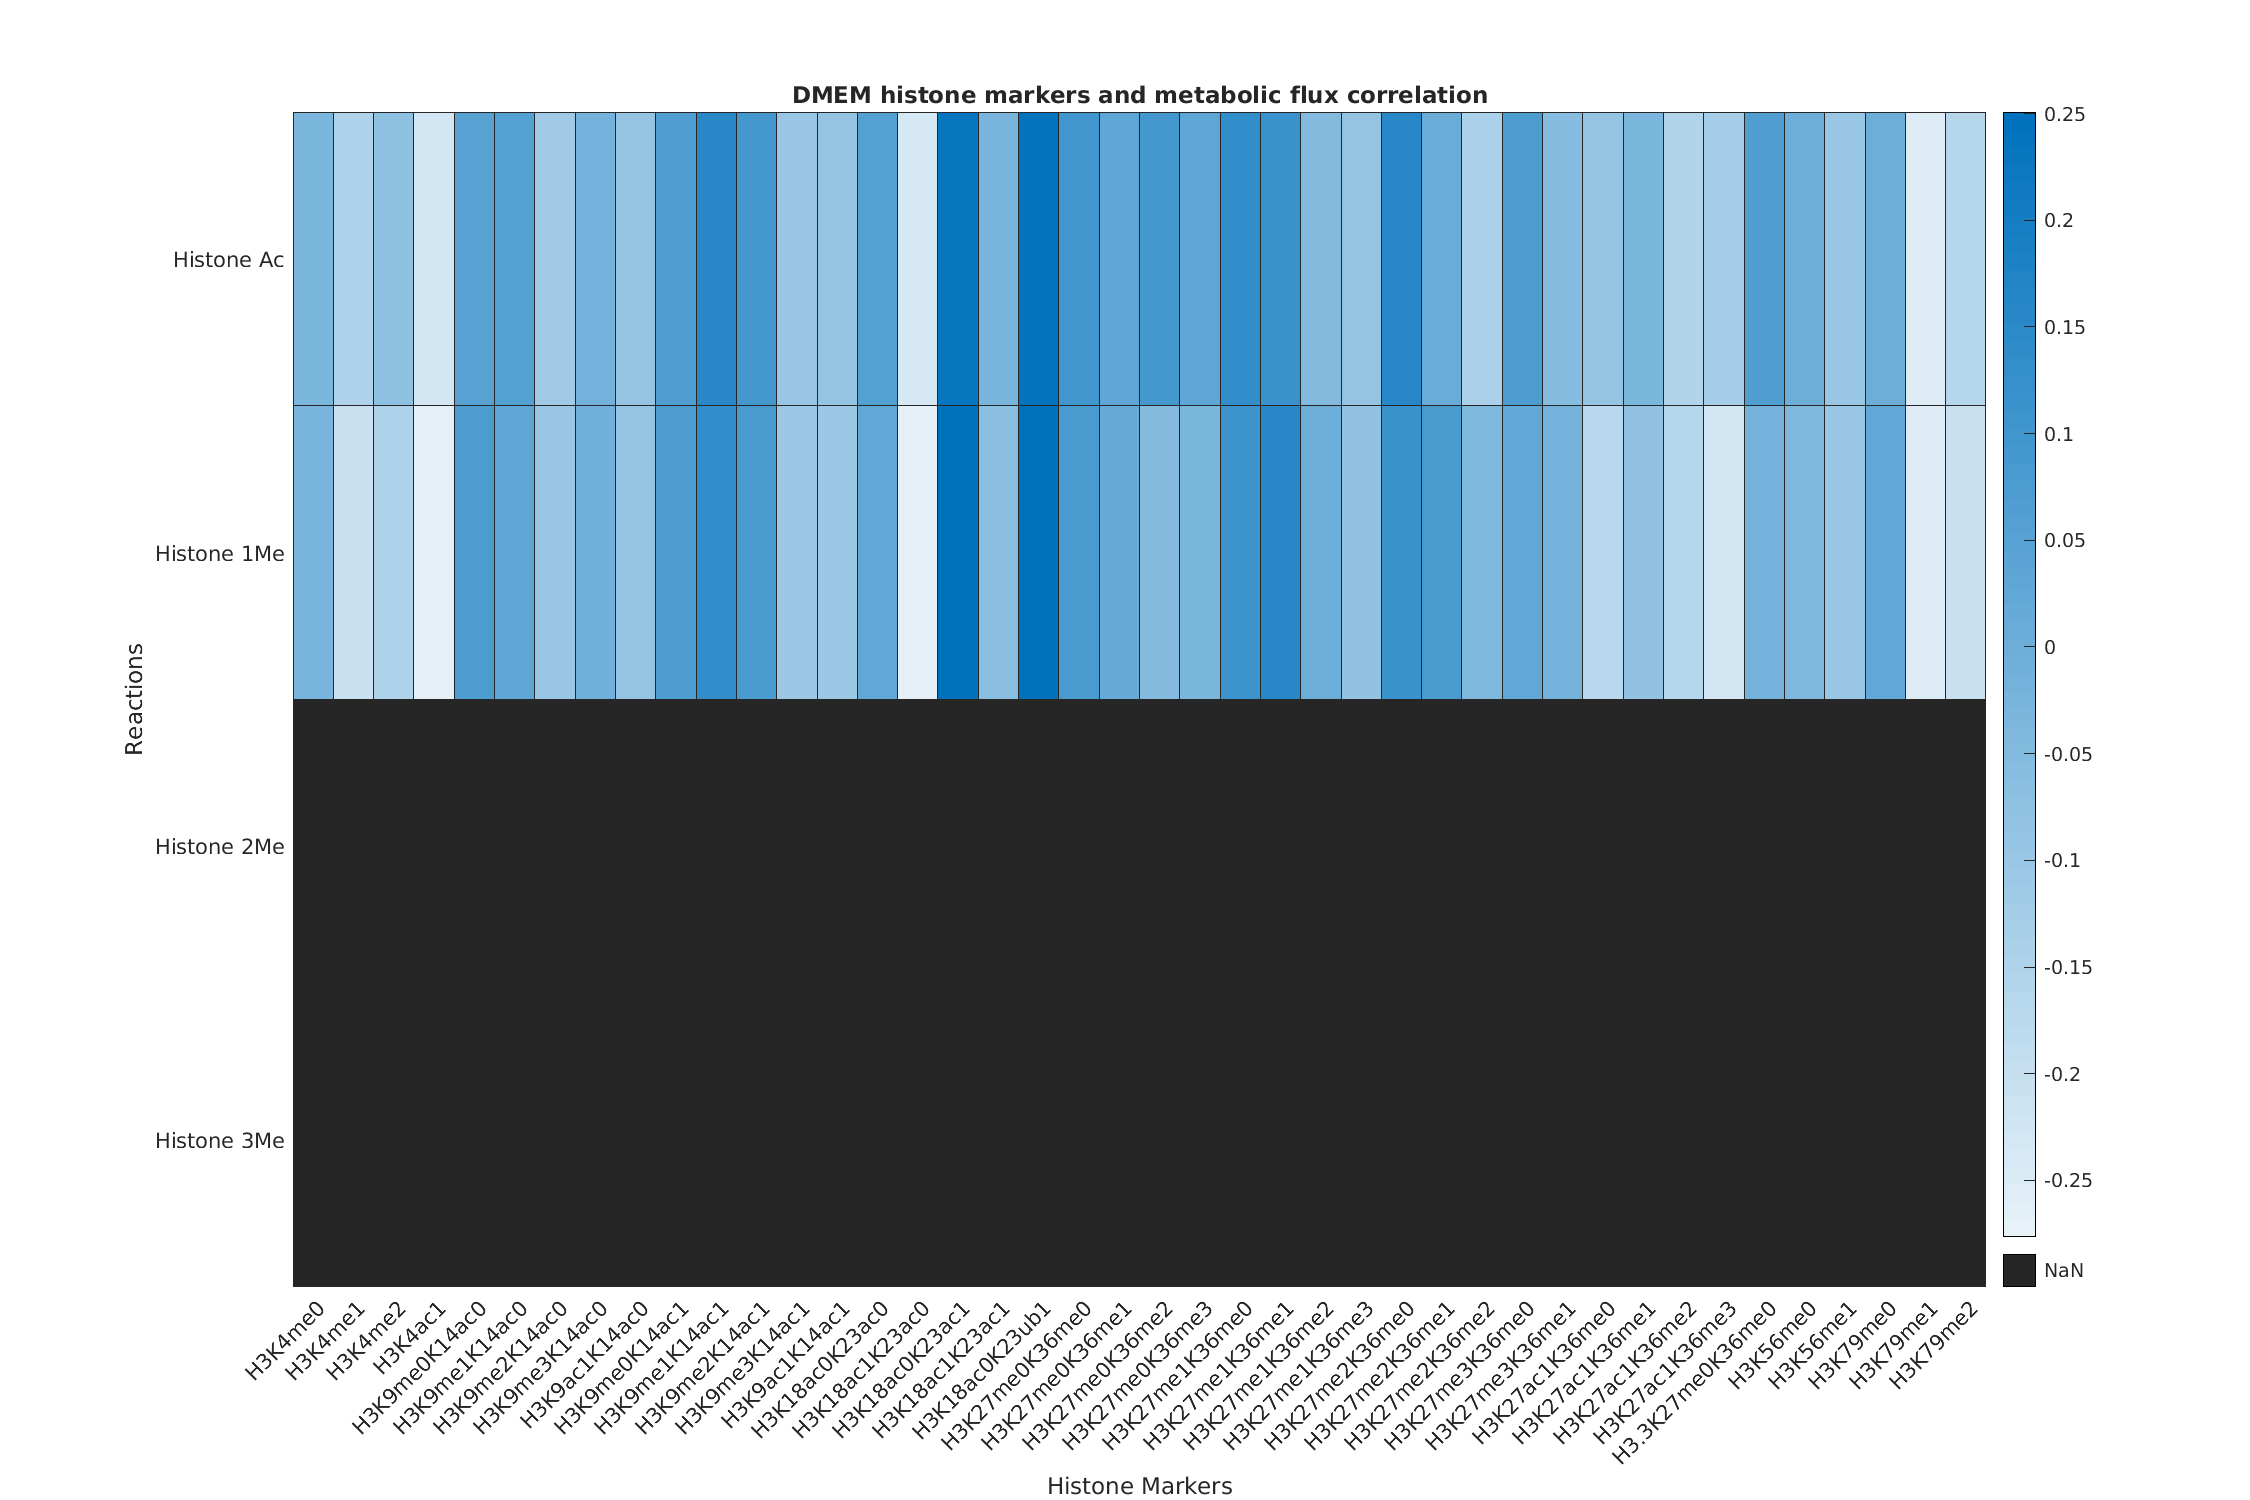 DMEM histone markers and metabolic flux correlation
Reactions
Histone Ac
Histone 1Me
Histone 2Me
Histone 3Me
0.25
0.2
0.15
0.1
0.05
0
-0.05
-0.1
-0.15
-0.2
-0.25
NaN
H3K4me0
H3K4me1
H3K4me2
H3K4ac1
H3K9me0K14ac0
H3K9me1K14ac0
H3K9me2K14ac0
H3K9me3K14ac0
H3K9ac1K14ac0
H3K9me0K14ac1
H3K9me1K14ac1
H3K9me2K14ac1
H3K9me3K14ac1
H3K9ac1K14ac1
H3K18ac0K23ac0
H3K18ac1K23ac0
H3K18ac0K23ac1
H3K18ac1K23ac1
H3K18ac0K23ub1
H3K27me0K36me0
H3K27me0K36me1
H3K27me0K36me2
H3K27me0K36me3
H3K27me1K36me0
H3K27me1K36me1
H3K27me1K36me2
H3K27me1K36me3
H3K27me2K36me0
H3K27me2K36me1
H3K27me2K36me2
H3K27me3K36me0
H3K27me3K36me1
H3K27ac1K36me0
H3K27ac1K36me1
H3K27ac1K36me2
H3K27ac1K36me3
H3.3K27me0K36me0
H3K56me0
H3K56me1
H3K79me0
H3K79me1
H3K79me2
Histone Markers